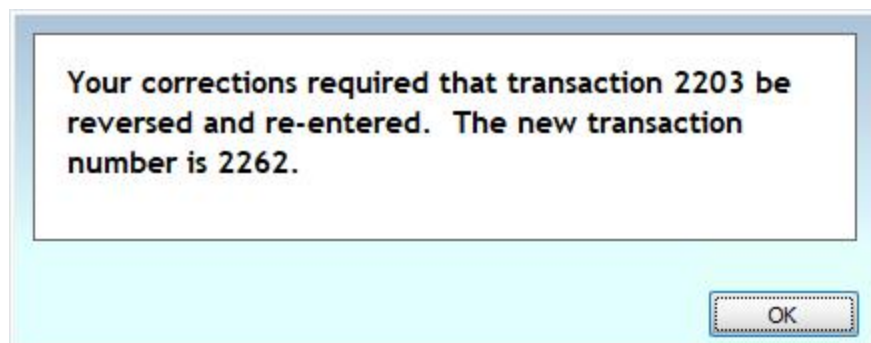 Your corrections required that transaction 2203 be
reversed and re-entered.  The new transaction
number is 2262.
OK